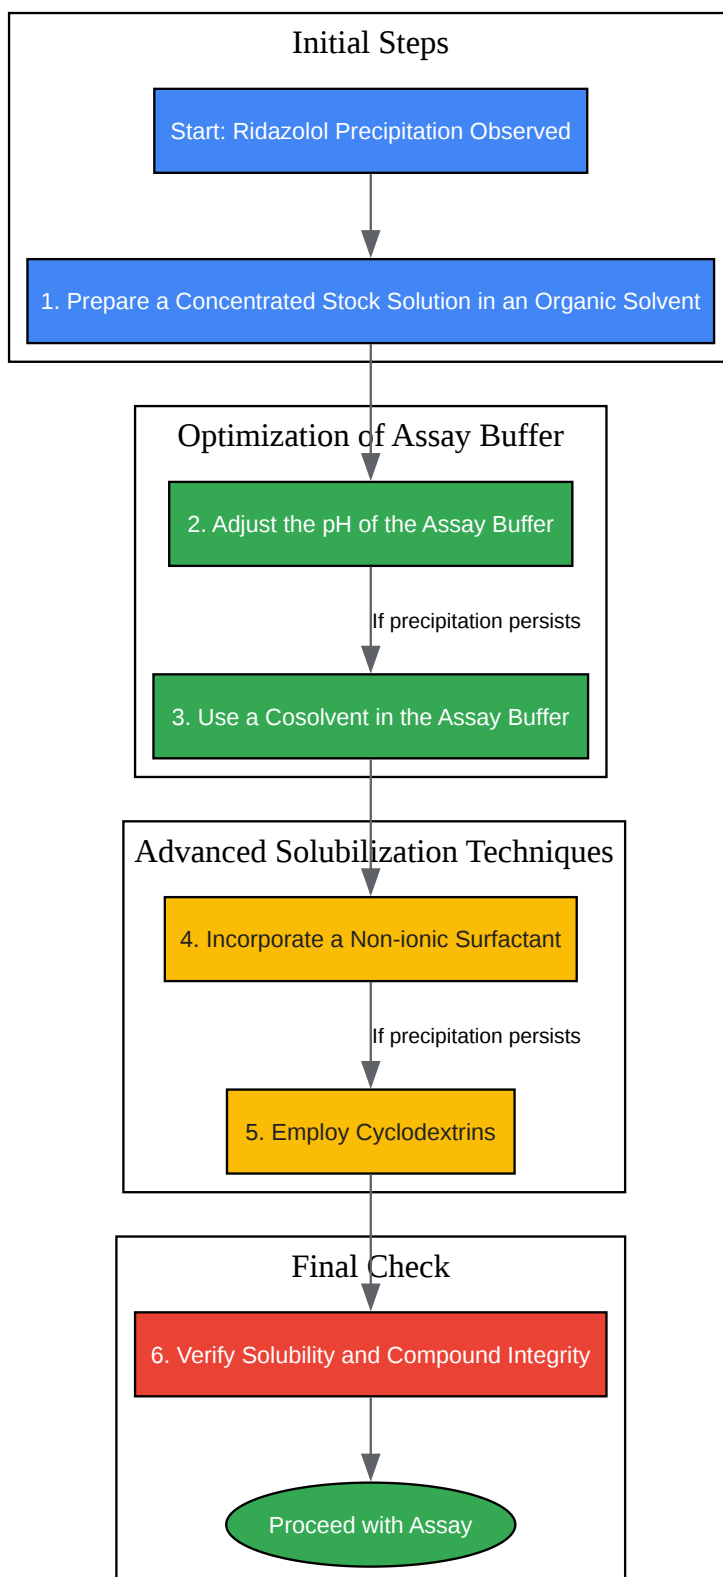 Initial Steps
Start: Ridazolol Precipitation Observed
1. Prepare a Concentrated Stock Solution in an Organic Solvent
Optimization of Assay Buffer
2. Adjust the pH of the Assay Buffer
If precipitation persists
3. Use a Cosolvent in the Assay Buffer
Advanced Solubilization Techniques
4. Incorporate a Non-ionic Surfactant
If precipitation persists
5. Employ Cyclodextrins
Final Check
6. Verify Solubility and Compound Integrity
Proceed with Assay